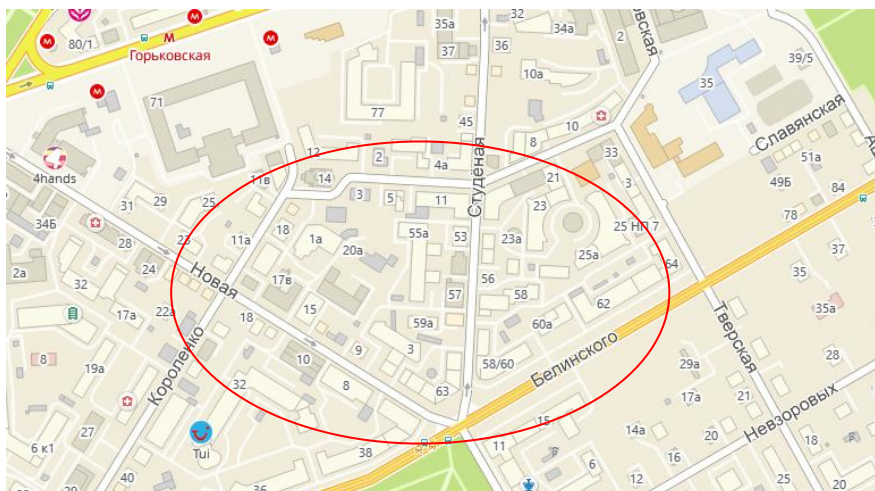 35а
32
34а
2
37
36
35
39/5
80/1
М
Горьковская
10а
71
77
45
8
10
Славянская
12
2
4а
Студёная
33
51а
4hands
11в
14
21
3
49Б
84
31
29
25
3
5
11
23
78
34Б
28
23
11а
18
1а
55а
53
23а
25 НП 7
37
2а
24
Новая
20а
25а
64
32
17в
56
35
57
58
62
17а
22а
15
35а
18
59а
60а
Тверская
8
Короленко
9
3
Белинского
28
19а
10
58/60
29а
32
8
63
17а
21
Невзоровых
27
15
14а
20
18
6 к1
Tui
38
11
16
40
36
6
12
25
20